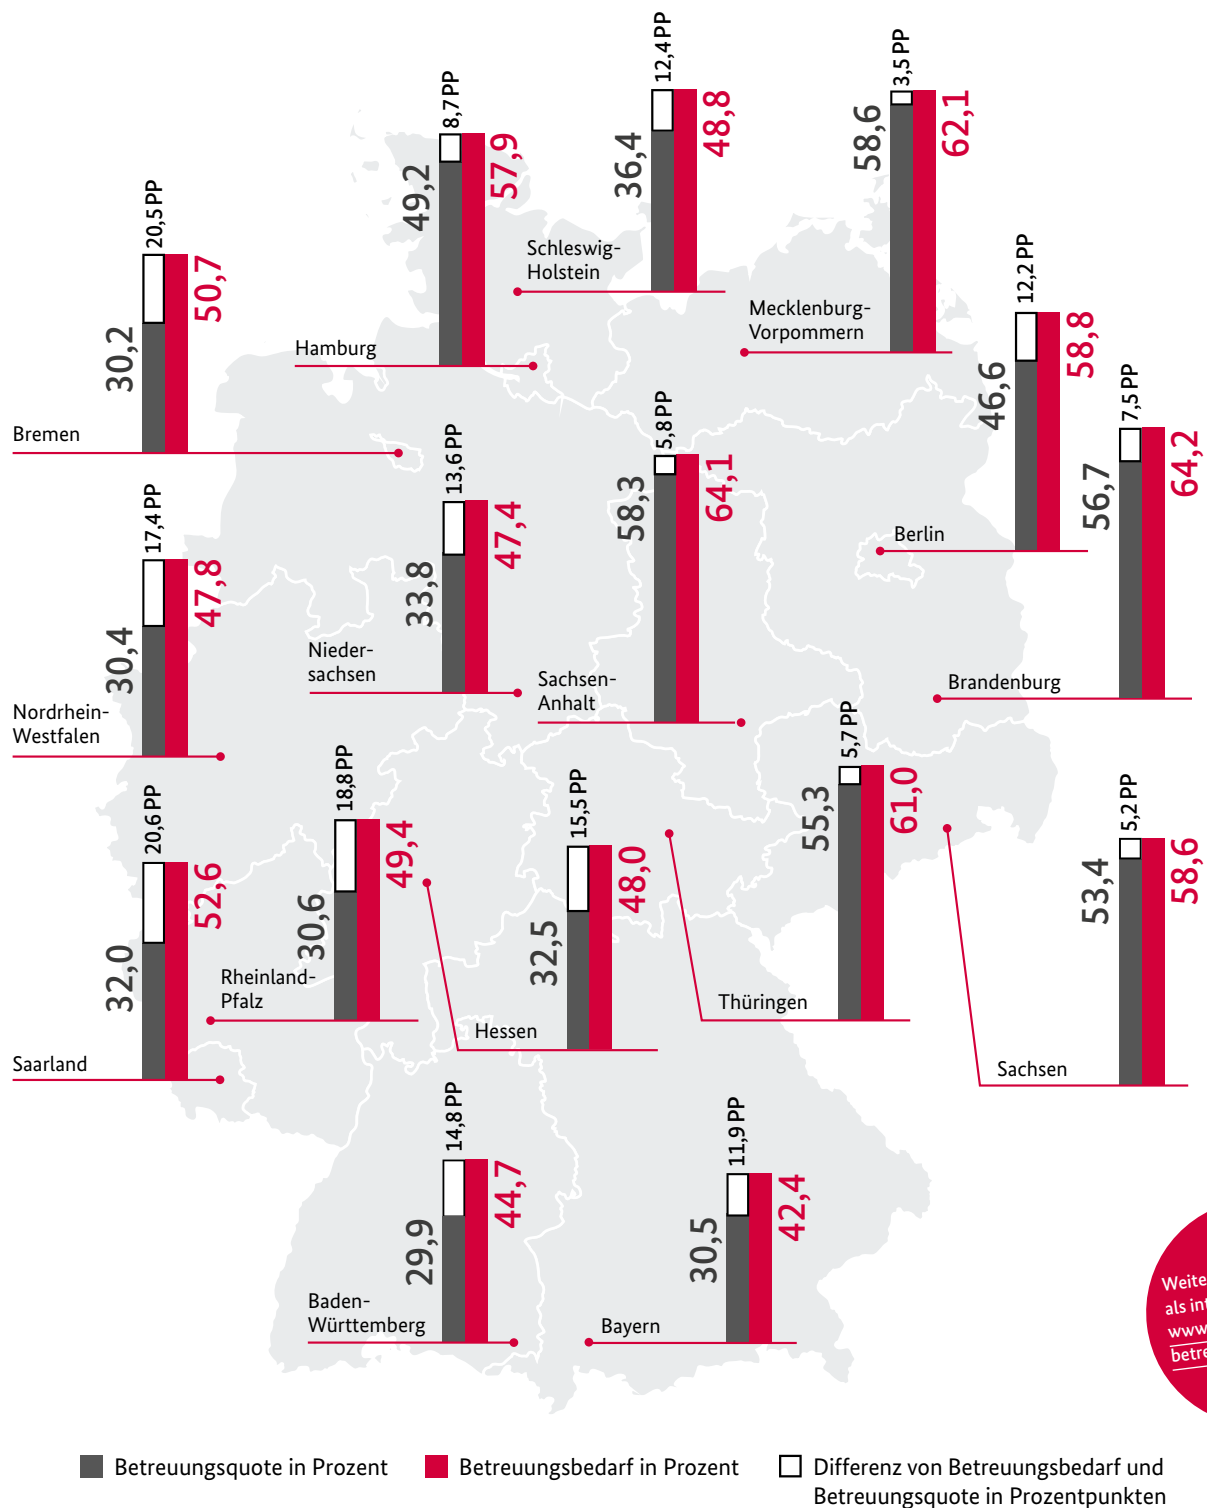 12,4 PP
36,4
48,8
Schleswig-
Holstein
3,5 PP
58,6
62,1
Mecklenburg-
Vorpommern
8,7 PP
49,2
57,9
Hamburg
20,5 PP
30,2
50,7
Bremen
12,2 PP
46,6
58,8
Berlin
7,5 PP
56,7
64,2
Brandenburg
13,6 PP
33,8
47,4
Nieder-
sachsen
5,8 PP
58,3
64,1
Sachsen-
Anhalt
17,4 PP
30,4
47,8
Nordrhein-
Westfalen
20,6 PP
32,0
52,6
Saarland
18,8 PP
30,6
49,4
Rheinland-
Pfalz
15,5 PP
32,5
48,0
Hessen
5,7 PP
55,3
61,0
Thüringen
5,2 PP
53,4
58,6
Sachsen
14,8 PP
29,9
44,7
Baden-
Württemberg
11,9 PP
30,5
42,4
Bayern
Weite
als int
www
betre
Betreuungsquote in Prozent
Betreuungsbedarf in Prozent
Differenz von Betreuungsbedarf und
Betreuungsquote in Prozentpunkten